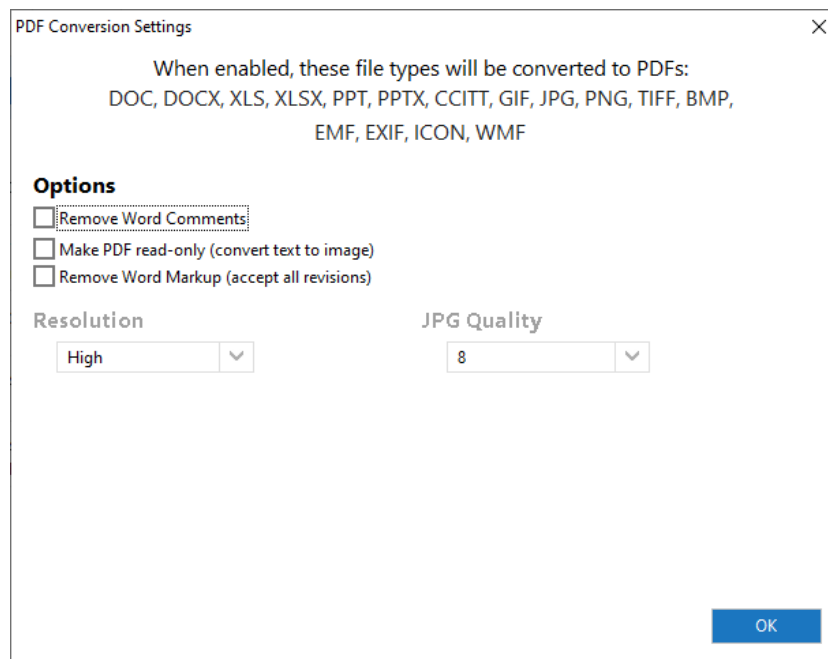 PDF Conversion Settings
When enabled, these file types will be converted to PDFs:
DOC, DOCX, XLS, XLSX, PPT, PPTX, CCITT, GIF, JPG, PNG, TIFF, BMP,
EMF, EXIF, ICON, WMF
Options
Remove Word Comments
Make PDF read-only (convert text to image)
Remove Word Markup (accept all revisions)
Resolution
JPG Quality
High
8
OK